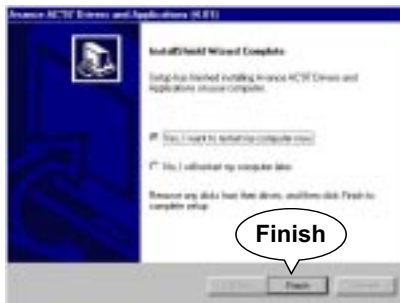 Avance AC'97 Drivers and Applications (4.01)
InstallShield Wizard Complete
Setup has finished installing Avance AC'97 Drivers and
Applications on your computer.
Yes, I want to restart my computer now.
No, I will restart my computer later.
Remove any disks from their drives, and then click Finish to
complete setup.
Finish
Finish